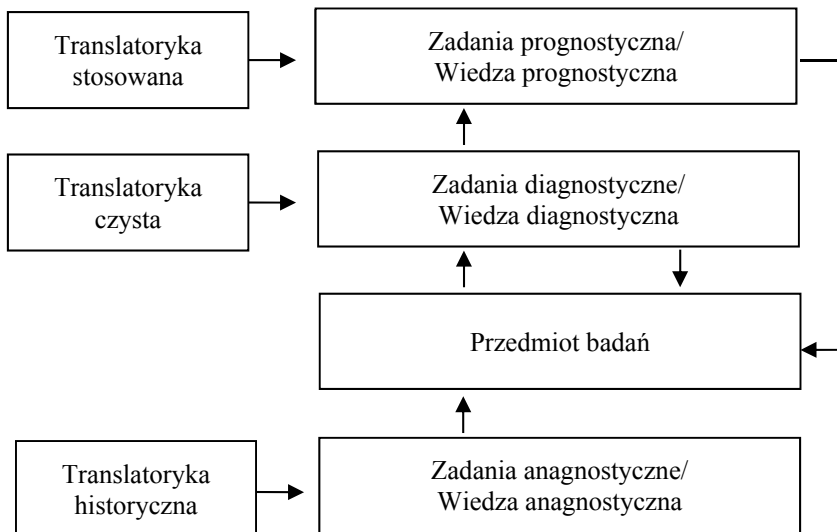 Translatoryka
stosowana
Zadania prognostyczna/
Wiedza prognostyczna
Translatoryka
czysta
Zadania diagnostyczne/
Wiedza diagnostyczna
Przedmiot badań
Translatoryka
historyczna
Zadania anagnostyczne/
Wiedza anagnostyczna